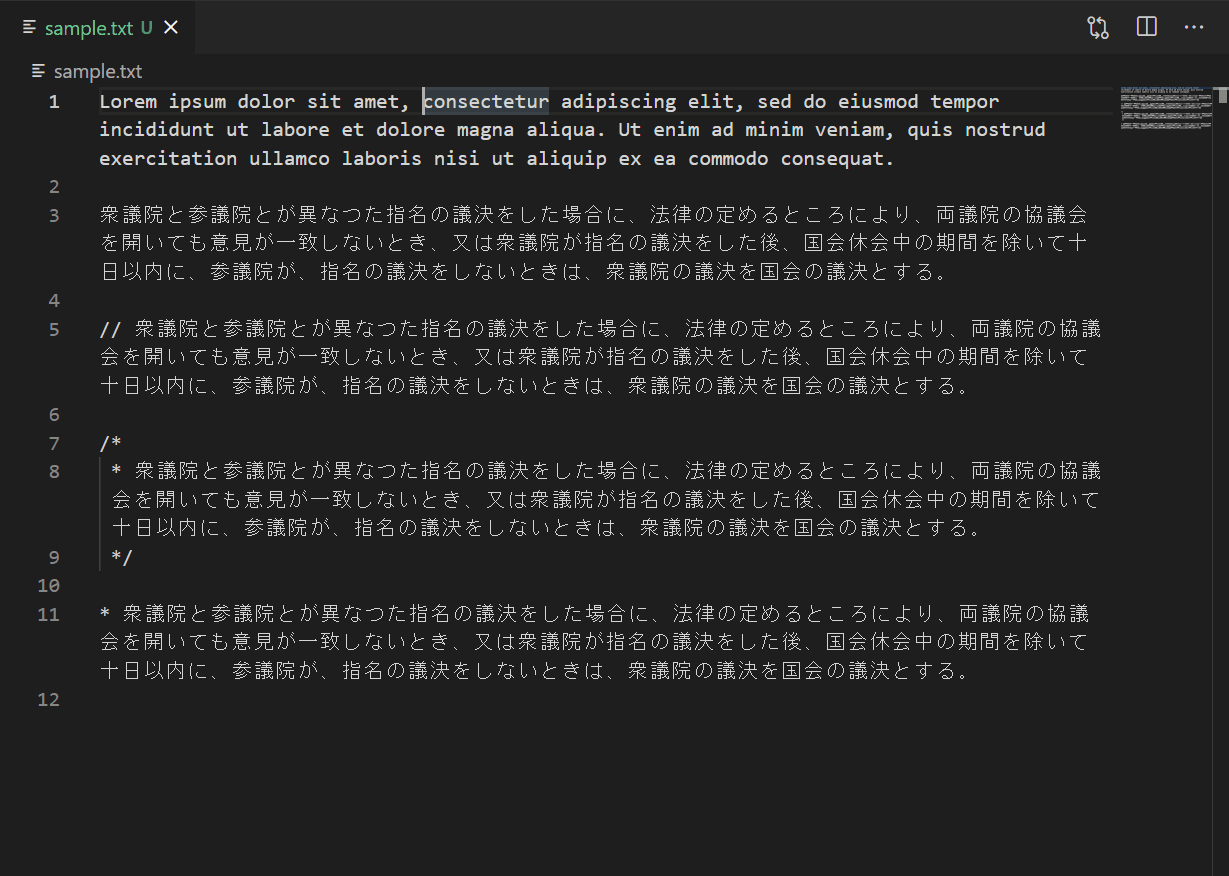 sample.txt U
sample.txt
1 Lorem ipsum dolor sit amet, consectetur adipiscing elit, sed do eiusmod tempor
incididunt ut labore et dolore magna aliqua. Ut enim ad minim veniam, quis nostrud
exercitation ullamco laboris nisi ut aliquip ex ea commodo consequat.
2
3 衆議院と参議院とが異なつた指名の議決をした場合に、法律の定めるところにより、両議院の協議会
を開いても意見が一致しないとき、又は衆議院が指名の議決をした後、国会休会中の期間を除いて十
日以内に、参議院が、指名の議決をしないときは、衆議院の議決を国会の議決とする。
4
5 // 衆議院と参議院とが異なつた指名の議決をした場合に、法律の定めるところにより、両議院の協議
会を開いても意見が一致しないとき、又は衆議院が指名の議決をした後、国会休会中の期間を除いて
十日以内に、参議院が、指名の議決をしないときは、衆議院の議決を国会の議決とする。
6
7 /*
8 * 衆議院と参議院とが異なつた指名の議決をした場合に、法律の定めるところにより、両議院の協議
会を開いても意見が一致しないとき、又は衆議院が指名の議決をした後、国会休会中の期間を除いて
十日以内に、参議院が、指名の議決をしないときは、衆議院の議決を国会の議決とする。
9 */
10
11 * 衆議院と参議院とが異なつた指名の議決をした場合に、法律の定めるところにより、両議院の協議
会を開いても意見が一致しないとき、又は衆議院が指名の議決をした後、国会休会中の期間を除いて
十日以内に、参議院が、指名の議決をしないときは、衆議院の議決を国会の議決とする。
12